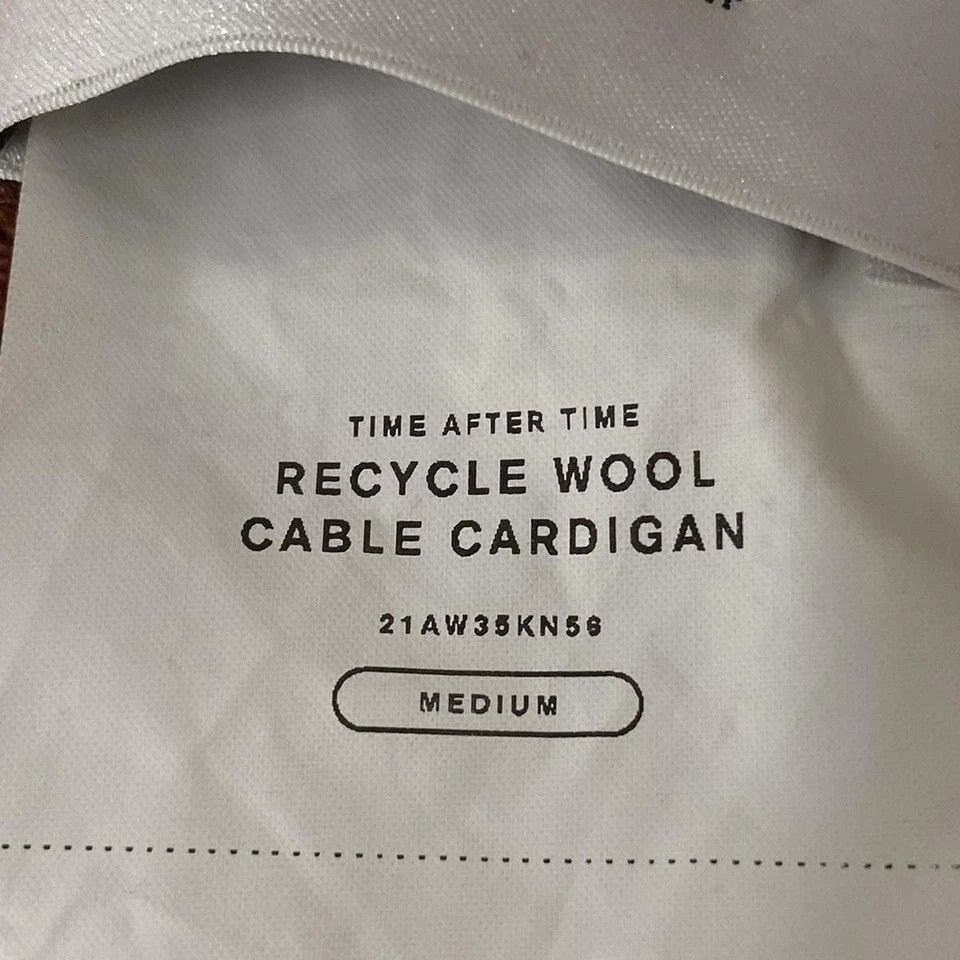 TIME AFTER TIME
RECYCLE WOOL
CABLE CARDIGAN
21AW35KN56
MEDIUM